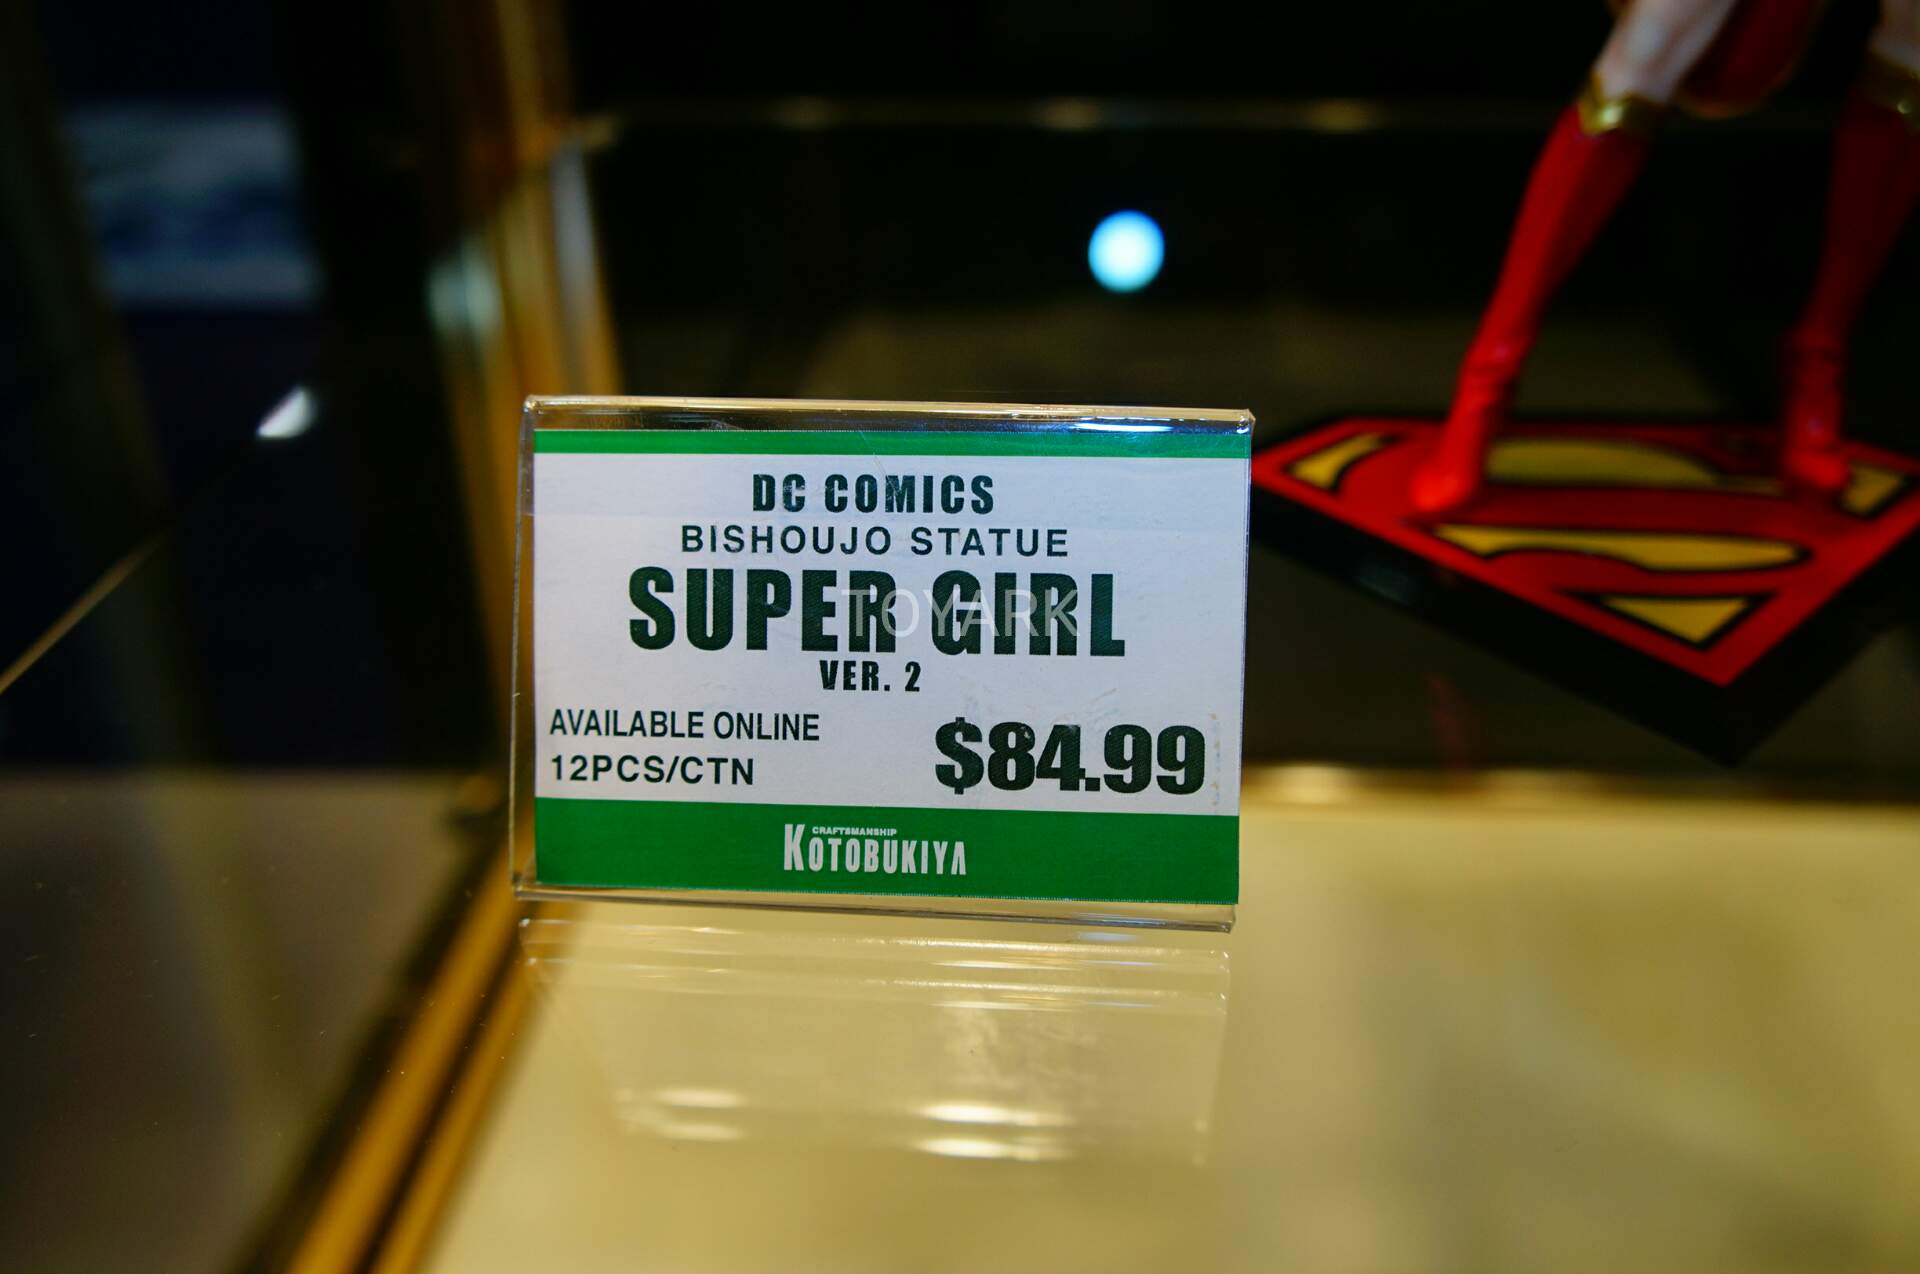 DC COMICS
BISHOUJO STATUE
SUPER GIRL
TOYARK
VER. 2
AVAILABLE ONLINE
12PCS/CTN
$84.99
CRAFTSMANSHIP
KOTOBUKIYA